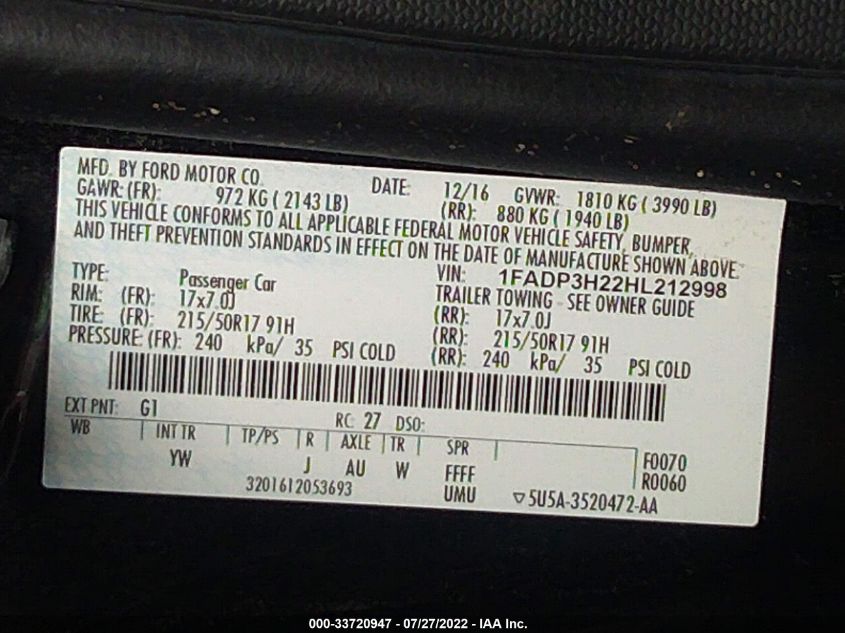 MFD. BY FORD MOTOR CO. DATE: 12/16 GVWR: 1810 KG ( 3990 LB)
GAWR: (FR): 972 KG ( 2143 LB) (RR): 880 KG ( 1940 LB)
THIS VEHICLE CONFORMS TO ALL APPLICABLE FEDERAL MOTOR VEHICLE SAFETY, BUMPER,
AND THEFT PREVENTION STANDARDS IN EFFECT ON THE DATE OF MANUFACTURE SHOWN ABOVE.
VIN: 1FADP3H22HL212998
TYPE: Passenger Car TRAILER TOWING - SEE OWNER GUIDE
RIM: (FR): 17x7.0J (RR): 17x7.0J
TIRE: (FR): 215/50R17 91H (RR): 215/50R17 91H
PRESSURE: (FR): 240 kPa/ 35 PSI COLD (RR): 240 kPa/ 35 PSI COLD
EXT PNT: G1 RC: 27 DSO:
WB INT TR TP/PS R AXLE TR SPR F0070
YW J AU W FFFF R0060
3201612053693 UMU ▽5U5A-3520472-AA
000-33720947 - 07/27/2022 - IAA Inc.